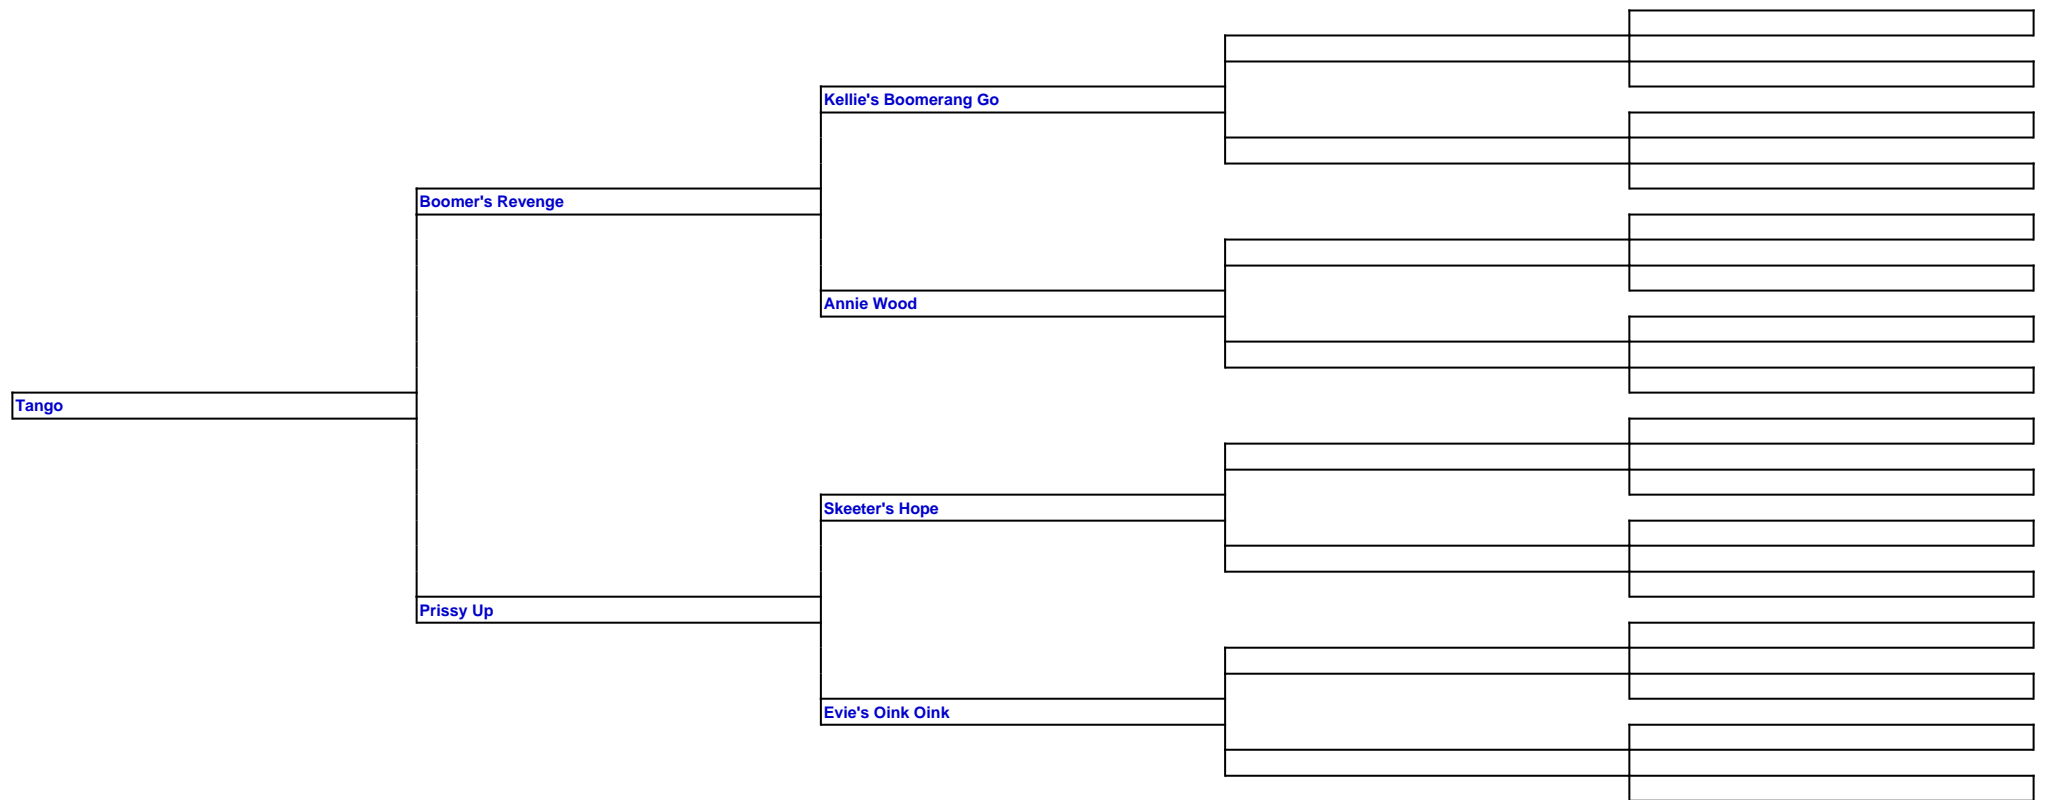 Kellie's Boomerang Go
Boomer's Revenge
Annie Wood
Tango
Skeeter's Hope
Prissy Up
Evie's Oink Oink